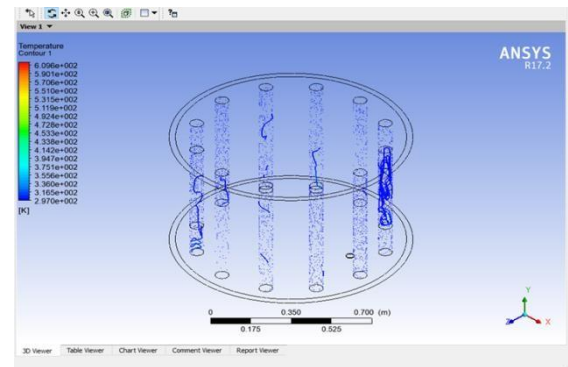 View 1
Temperature
Contour 1
6.096e+002
5.901e+002
5.706e+002
5.510e+002
5.315e+002
5.119e+002
4.924e+002
4.728e+002
4.533e+002
4.338e+002
4.142e+002
3.947e+002
3.751e+002
3.556e+002
3.360e+002
3.165e+002
2.970e+002
[K]
ANSYS
R17.2
0 0.350 0.700 (m)
0.175 0.525
Y
Z X
3D Viewer Table Viewer Chart Viewer Comment Viewer Report Viewer